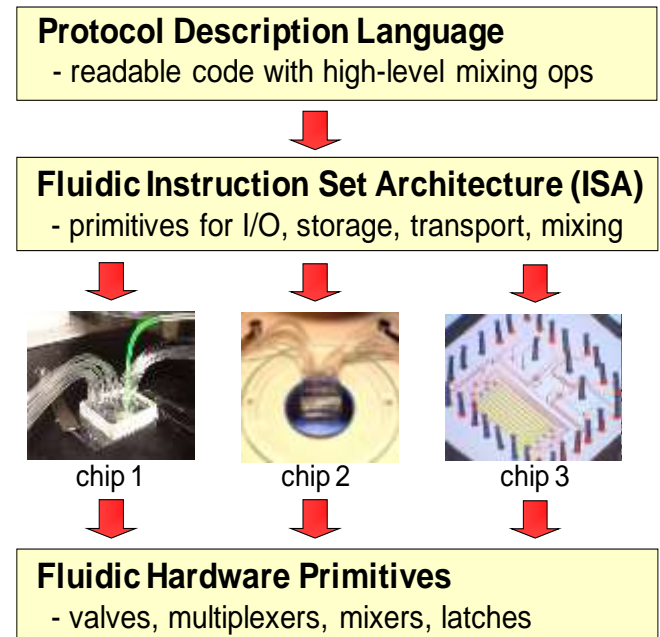 Protocol Description Language
- readable code with high-level mixing ops
Fluidic Instruction Set Architecture (ISA)
- primitives for I/O, storage, transport, mixing
chip 1
chip 2
chip 3
Fluidic Hardware Primitives
- valves, multiplexers, mixers, latches